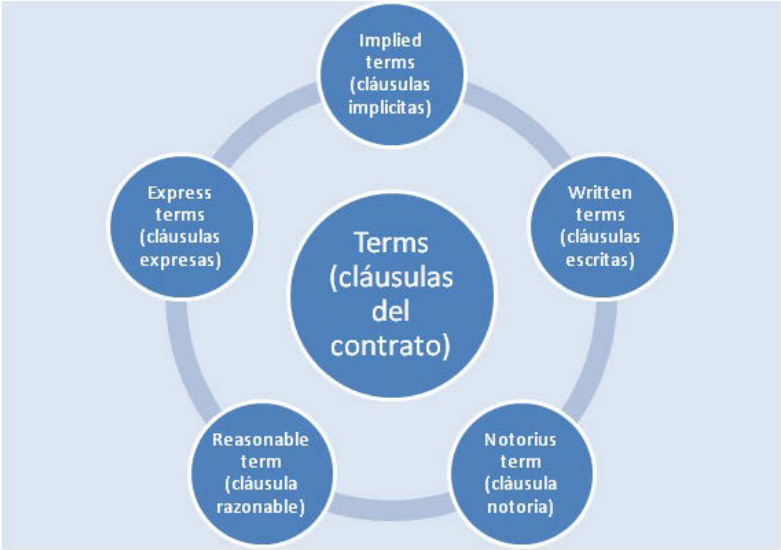 Implied
terms
(cláusulas
implícitas)
Express
terms
(cláusulas
expresas)
Written
terms
(cláusulas
escritas)
Terms
(cláusulas
del
contrato)
Reasonable
term
(cláusula
razonable)
Notorius
term
(cláusula
notoria)